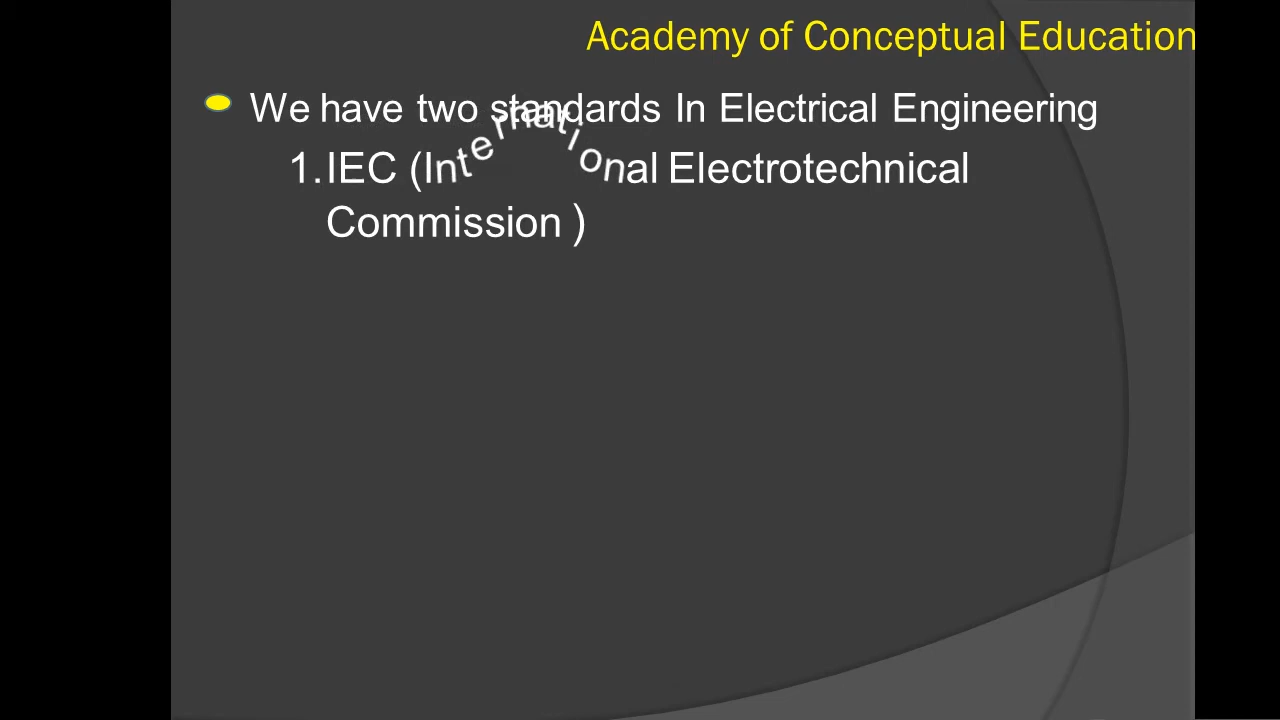 Academy of Conceptual Education
We have two standards In Electrical Engineering
1.IEC (International Electrotechnical
Commission )